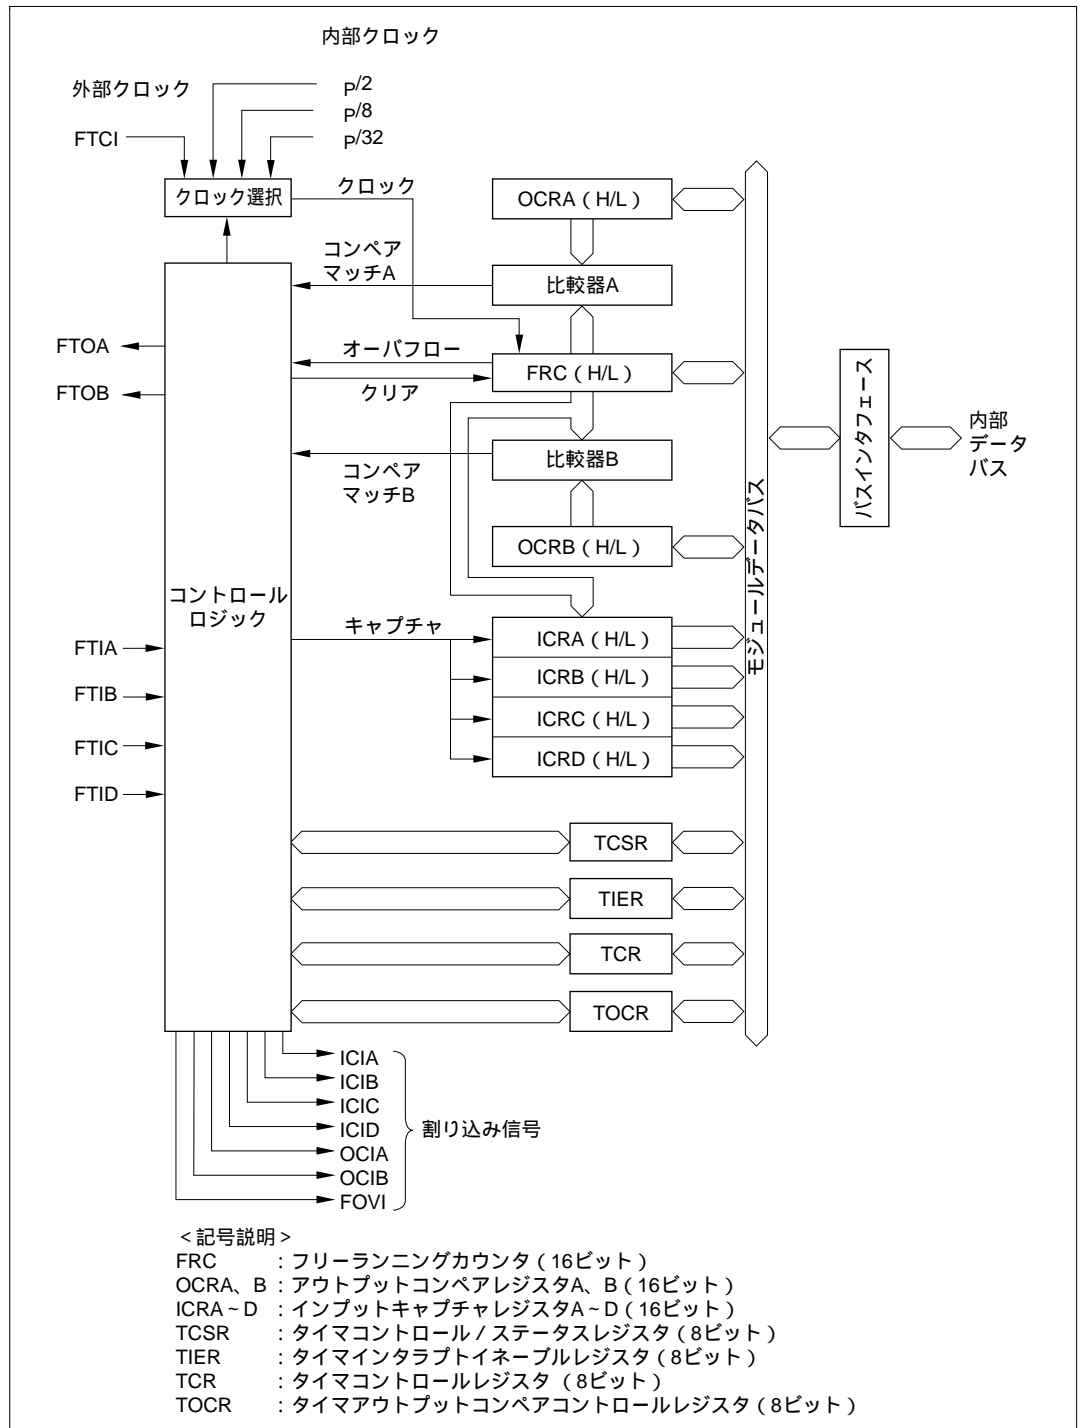 内部クロック
外部クロック
P/2
P/8
FTCI
P/32
クロック選択
クロック
OCRA（H/L）
コンペア
マッチA
比較器A
FTOA
オーバフロー
FRC（H/L）
FTOB
クリア
コンペア
マッチB
比較器B
OCRB（H/L）
バスインタフェース
内部
データ
バス
モジュールデータバス
コントロール
ロジック
キャプチャ
FTIA
ICRA（H/L）
FTIB
ICRB（H/L）
FTIC
ICRC（H/L）
FTID
ICRD（H/L）
TCSR
TIER
TCR
TOCR
ICIA
ICIB
ICIC
ICID
割り込み信号
OCIA
OCIB
FOVI
＜記号説明＞
FRC ：フリーランニングカウンタ（16ビット）
OCRA、B：アウトプットコンペアレジスタA、B（16ビット）
ICRA～D ：インプットキャプチャレジスタA～D（16ビット）
TCSR ：タイマコントロール／ステータスレジスタ（8ビット）
TIER ：タイマインタラプトイネーブルレジスタ（8ビット）
TCR ：タイマコントロールレジスタ（8ビット）
TOCR ：タイマアウトプットコンペアコントロールレジスタ（8ビット）